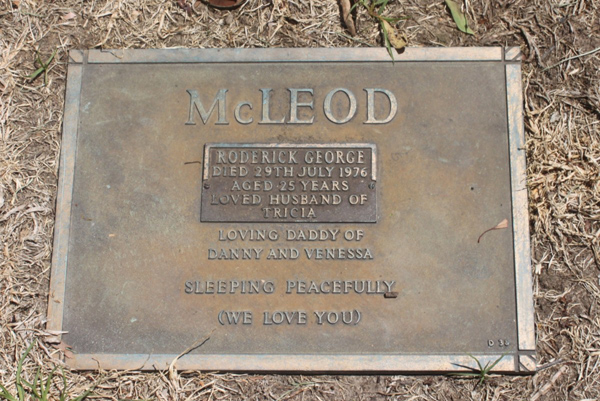 McLEOD
RODERICK GEORGE
DIED 29TH JULY 1976
AGED 25 YEARS
LOVED HUSBAND OF
TRICIA
LOVING DADDY OF
DANNY AND VENESSA
SLEEPING PEACEFULLY
(WE LOVE YOU)